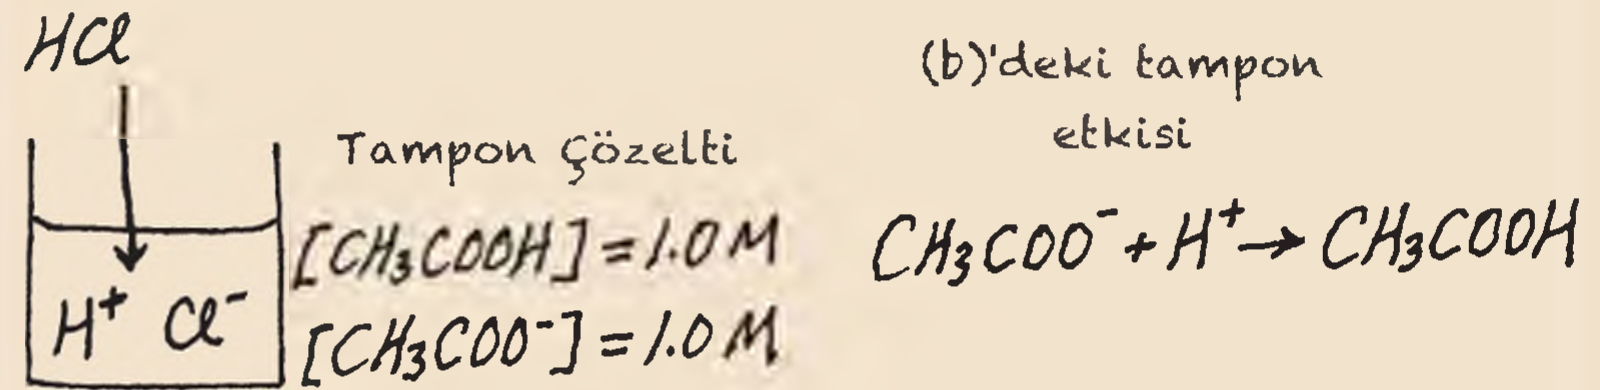 HCl
Tampon Çözelti
[CH₃COOH] = 1.0 M
[CH₃COO⁻] = 1.0 M
H⁺ Cl⁻
(b)'deki tampon
etkisi
CH₃COO⁻ + H⁺ → CH₃COOH